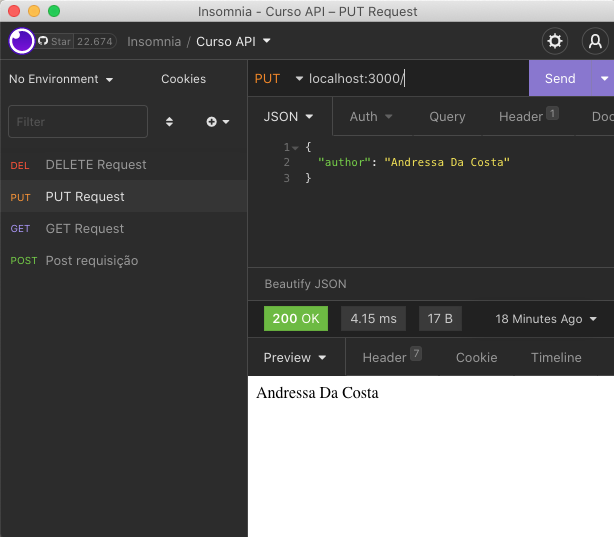 Insomnia - Curso API – PUT Request
Star 22.674 Insomnia / Curso API
No Environment Cookies PUT localhost:3000/ Send
Filter
JSON Auth Query Header 1 Doc
DEL DELETE Request
PUT PUT Request
GET GET Request
POST Post requisição
1 {
2 "author": "Andressa Da Costa"
3 }
Beautify JSON
200 OK 4.15 ms 17 B 18 Minutes Ago
Preview Header 7 Cookie Timeline
Andressa Da Costa